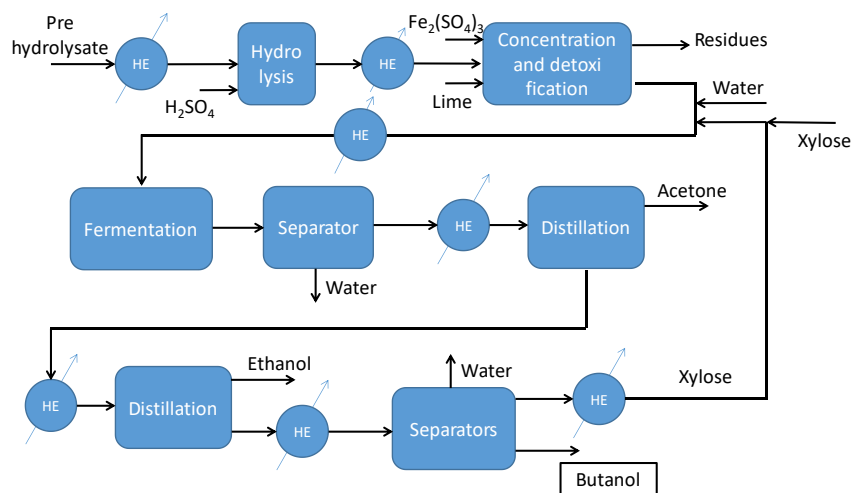 Pre
hydrolysate
HE
Hydro
lysis
H₂SO₄
HE
Fe₂(SO₄)₃
Lime
Concentration
and detoxi
fication
Residues
Water
Xylose
HE
Fermentation
Separator
Water
HE
Distillation
Acetone
HE
Distillation
Ethanol
HE
Water
Separators
HE
Xylose
Butanol